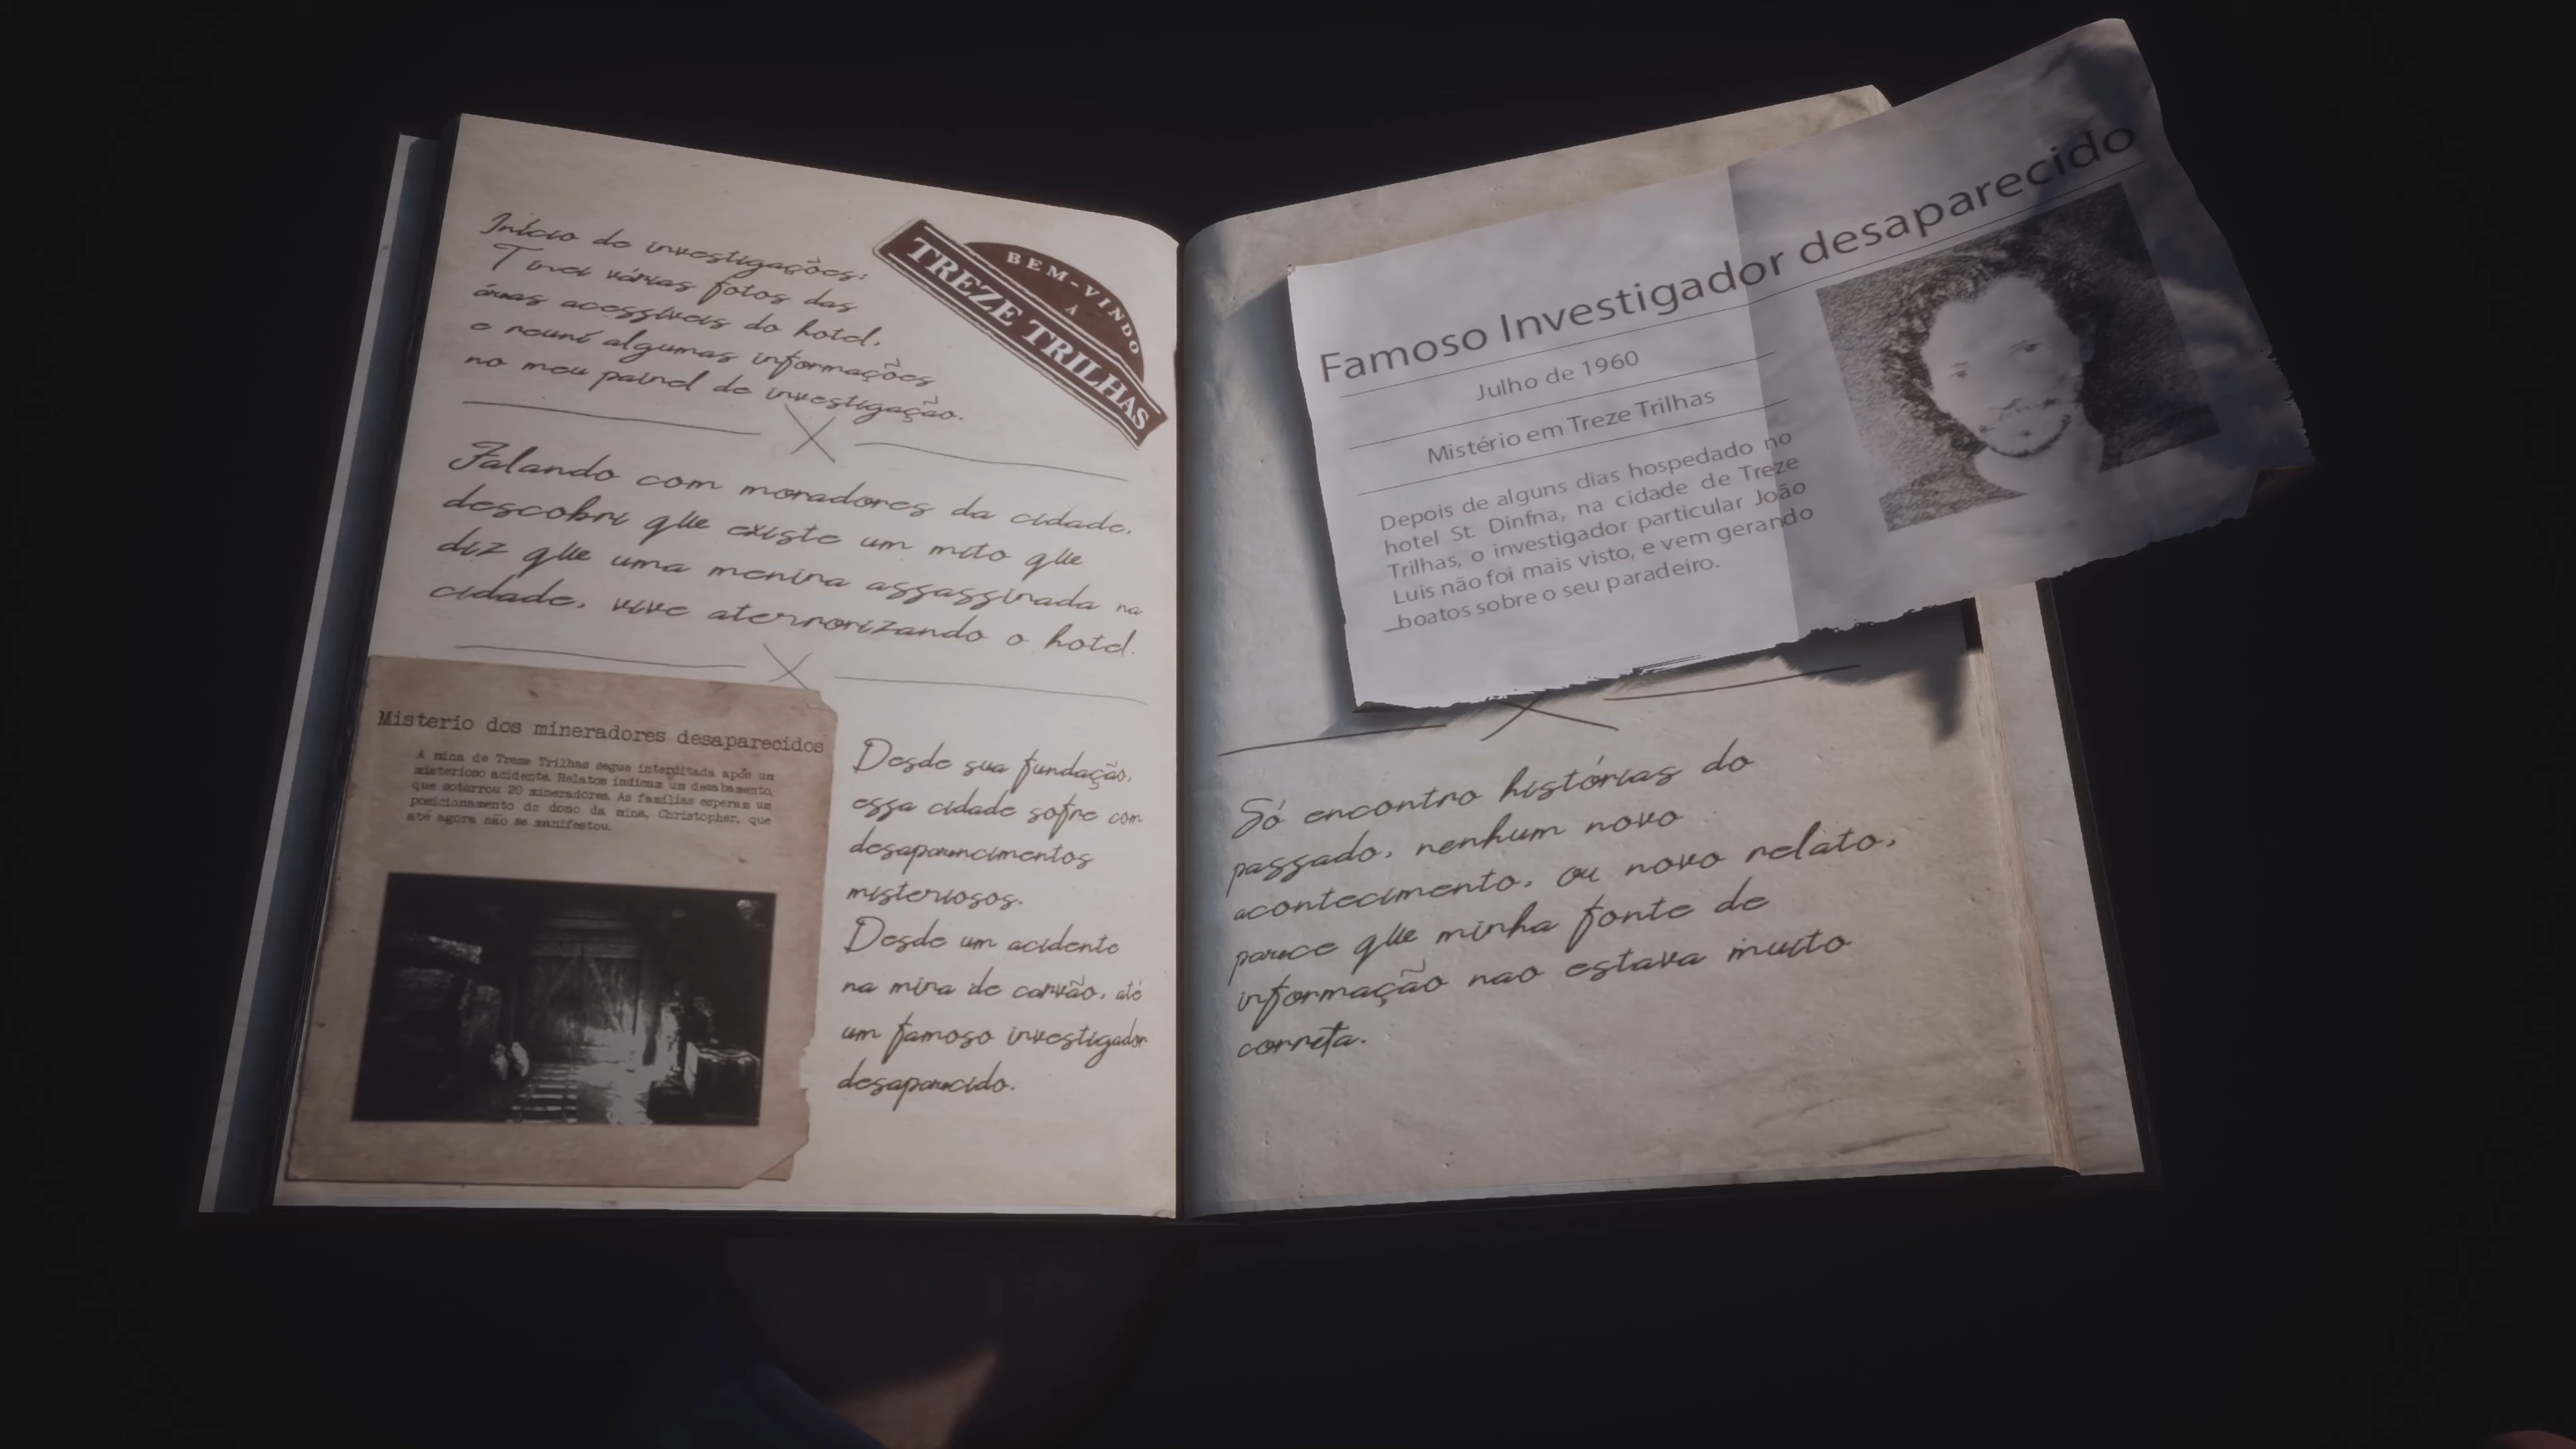 Início de investigações:
Tirei várias fotos das
áreas acessíveis do hotel,
e reuní algumas informações
no meu painel de investigação.
BEM-VINDO
À
TREZE TRILHAS
Falando com moradores da cidade,
descobri que existe um mito que
diz que uma menina assassinada na
cidade, vive aterrorizando o hotel.
Misterio dos mineradores desaparecidos
A mina de Treze Trilhas segue interditada após um
misterioso acidente. Relatos indicam um desabamento,
que soterrou 20 mineradores. As famílias esperam um
posicionamento do dono da mina, Christopher, que
até agora não se manifestou.
Desde sua fundação,
essa cidade sofre com
desaparencimentos
misteriosos.
Desde um acidente
na mina de carvão, até
um famoso investigador
desaparecido.
Famoso Investigador desaparecido
Julho de 1960
Mistério em Treze Trilhas
Depois de alguns dias hospedado no
hotel St. Dinfna, na cidade de Treze
Trilhas, o investigador particular João
Luis não foi mais visto, e vem gerando
boatos sobre o seu paradeiro.
Só encontro histórias do
passado, nenhum novo
acontecimento, ou novo relato,
parece que minha fonte de
informação nao estava muito
correta.